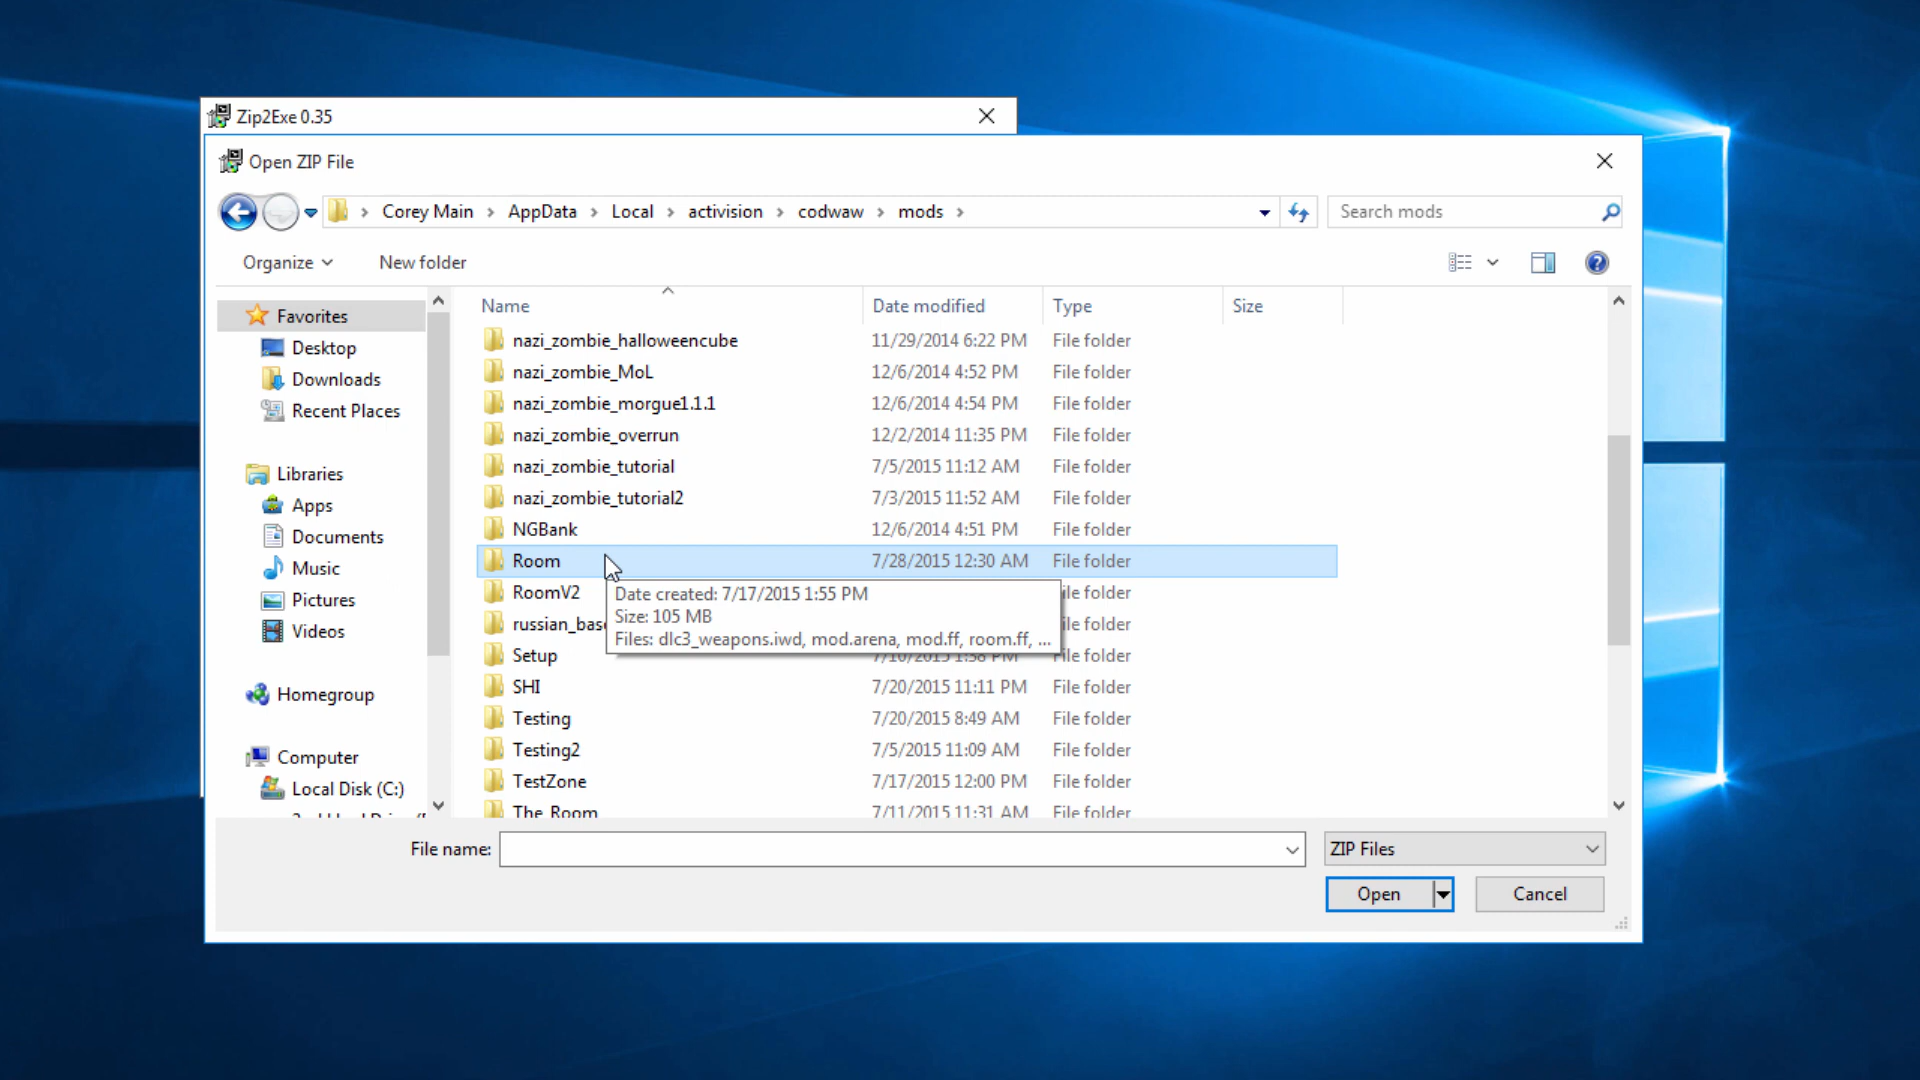 Zip2Exe 0.35
Open ZIP File
Corey Main AppData Local activision codwaw mods Search mods
Organize New folder
Name Date modified Type Size
Favorites
Desktop
Downloads
Recent Places
Libraries
Apps
Documents
Music
Pictures
Videos
Homegroup
Computer
Local Disk (C:)
nazi_zombie_halloweencube 11/29/2014 6:22 PM File folder
nazi_zombie_MoL 12/6/2014 4:52 PM File folder
nazi_zombie_morgue1.1.1 12/6/2014 4:54 PM File folder
nazi_zombie_overrun 12/2/2014 11:35 PM File folder
nazi_zombie_tutorial 7/5/2015 11:12 AM File folder
nazi_zombie_tutorial2 7/3/2015 11:52 AM File folder
NGBank 12/6/2014 4:51 PM File folder
Room 7/28/2015 12:30 AM File folder
RoomV2 ile folder
Date created: 7/17/2015 1:55 PM
Size: 105 MB
Files: dlc3_weapons.iwd, mod.arena, mod.ff, room.ff, ...
russian_bas ile folder
Setup ile folder
SHI 7/20/2015 11:11 PM File folder
Testing 7/20/2015 8:49 AM File folder
Testing2 7/5/2015 11:09 AM File folder
TestZone 7/17/2015 12:00 PM File folder
The_Room 7/11/2015 11:31 AM File folder
File name: ZIP Files
Open Cancel